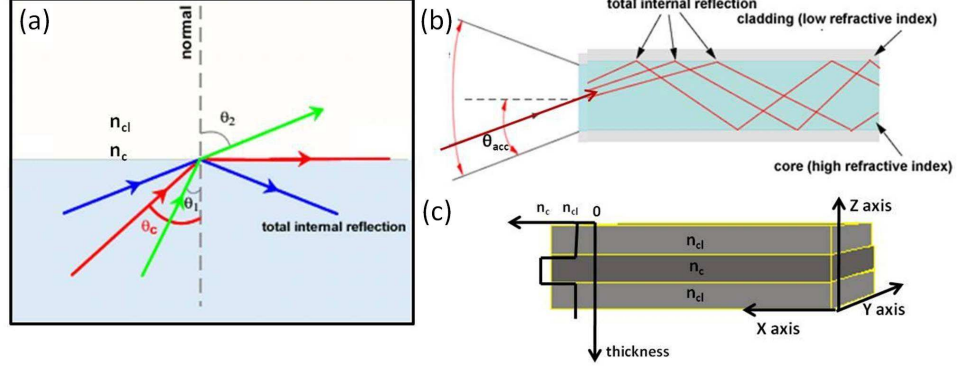 (a)
normal
θ2
ncl
nc
θ1
θc
total internal reflection
(b)
total internal reflection
cladding (low refractive index)
θacc
core (high refractive index)
(c)
nc ncl 0
Z axis
ncl
nc
ncl
X axis
Y axis
thickness